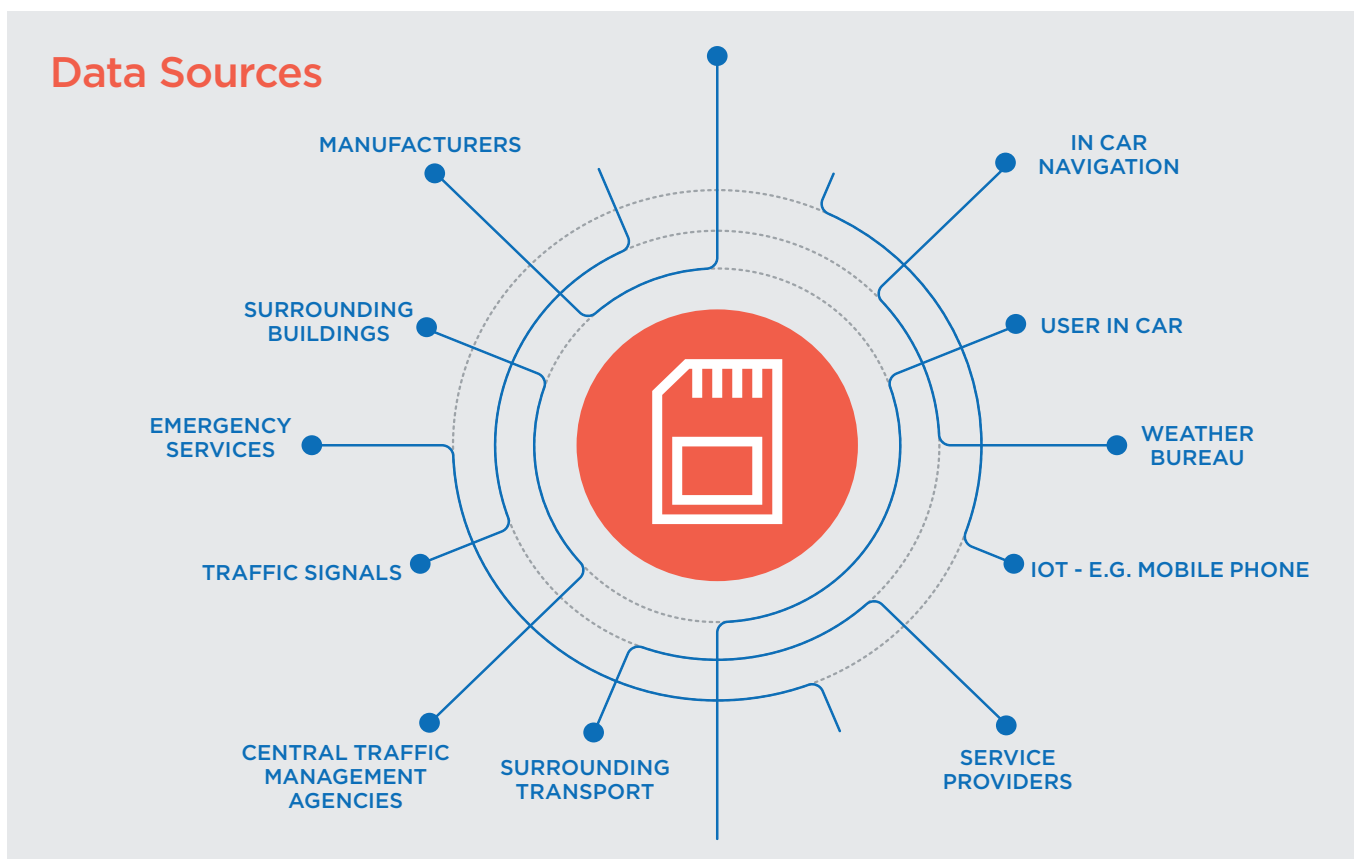 Data Sources
MANUFACTURERS
IN CAR
NAVIGATION
SURROUNDING
BUILDINGS
USER IN CAR
EMERGENCY
SERVICES
WEATHER
BUREAU
TRAFFIC SIGNALS
IOT - E.G. MOBILE PHONE
CENTRAL TRAFFIC
MANAGEMENT
AGENCIES
SURROUNDING
TRANSPORT
SERVICE
PROVIDERS